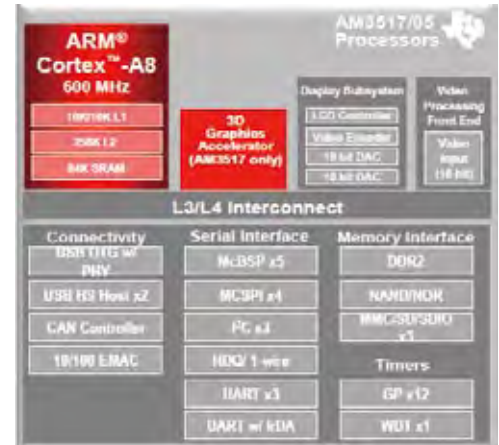 AM3517/05
Processors
ARM®
Cortex™-A8
600 MHz
16K/16K L1
256K L2
64K SRAM
3D
Graphics
Accelerator
(AM3517 only)
Display Subsystem
LCD Controller
Video Encoder
10 bit DAC
10 bit DAC
Video
Processing
Front End
Video
Input
(16 bit)
L3/L4 Interconnect
Connectivity
USB OTG w/
PHY
USB HS Host x2
CAN Controller
10/100 EMAC
Serial Interface
McBSP x5
MCSPI x4
I²C x3
HDQ/ 1-wire
UART x3
UART w/ IrDA
Memory Interface
DDR2
NAND/NOR
MMC/SD/SDIO
x3
Timers
GP x12
WDT x1